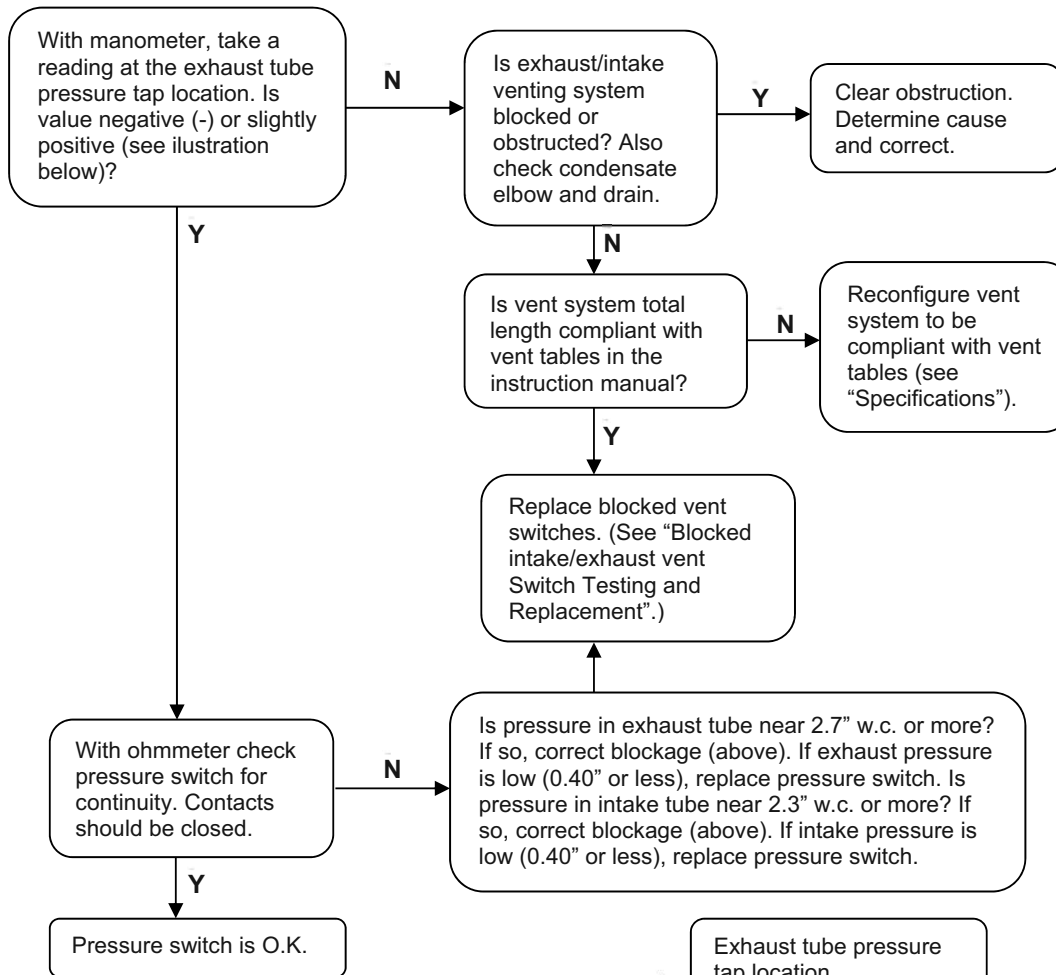 With manometer, take a
reading at the exhaust tube
pressure tap location. Is
value negative (-) or slightly
positive (see ilustration
below)?
N
Is exhaust/intake
venting system
blocked or
obstructed? Also
check condensate
elbow and drain.
Y
Clear obstruction.
Determine cause
and correct.
Y
N
Is vent system total
length compliant with
vent tables in the
instruction manual?
N
Reconfigure vent
system to be
compliant with vent
tables (see
“Specifications”).
Y
Replace blocked vent
switches. (See “Blocked
intake/exhaust vent
Switch Testing and
Replacement”.)
With ohmmeter check
pressure switch for
continuity. Contacts
should be closed.
N
Is pressure in exhaust tube near 2.7” w.c. or more?
If so, correct blockage (above). If exhaust pressure
is low (0.40” or less), replace pressure switch. Is
pressure in intake tube near 2.3” w.c. or more? If
so, correct blockage (above). If intake pressure is
low (0.40” or less), replace pressure switch.
Y
Pressure switch is O.K.
Exhaust tube pressure
tap location